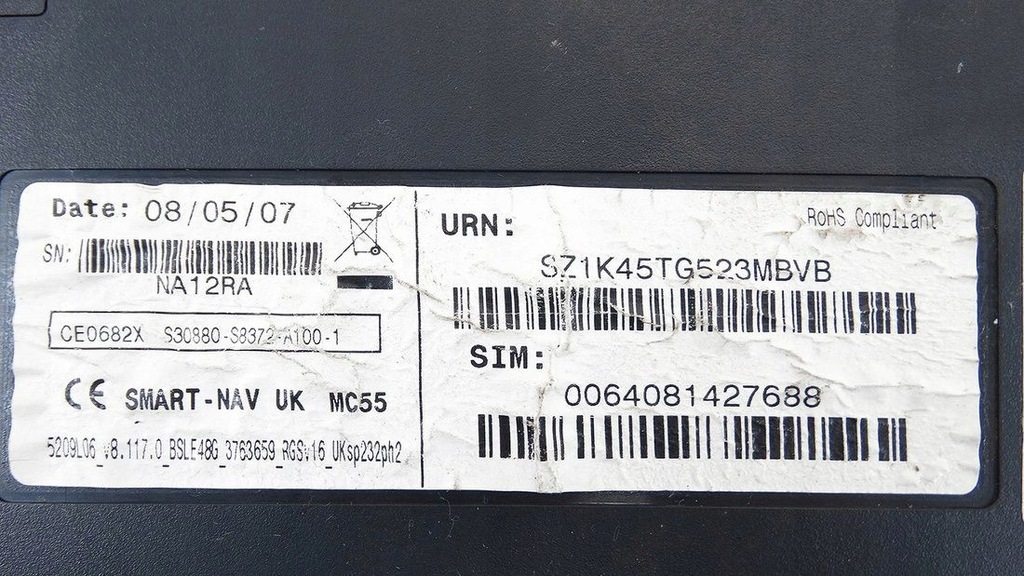 Date: 08/05/07
SN:
NA12RA
CE0682X S30880-S8372-A100-1
CE SMART-NAV UK MC55
5209L06_v8.117.0_BSLE48G_3763659_RGSv16_UKsp232ph2
URN:
RoHS Compliant
SZ1K45TG523MBVB
SIM:
0064081427688